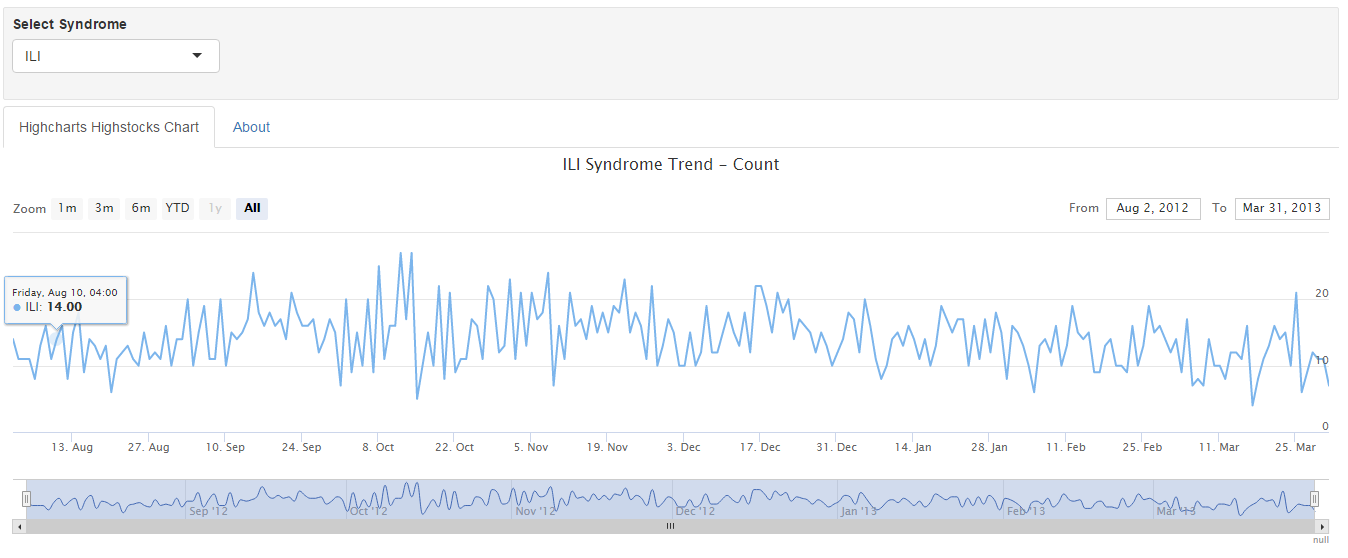 Select Syndrome
ILI
Highcharts Highstocks Chart About
ILI Syndrome Trend - Count
Zoom 1m 3m 6m YTD 1y All From Aug 2, 2012 To Mar 31, 2013
Friday, Aug 10, 04:00
ILI: 14.00
20
10
0
13. Aug 27. Aug 10. Sep 24. Sep 8. Oct 22. Oct 5. Nov 19. Nov 3. Dec 17. Dec 31. Dec 14. Jan 28. Jan 11. Feb 25. Feb 11. Mar 25. Mar
Sep '12 Oct '12 Nov '12 Dec '12 Jan '13 Feb '13 Mar '13
null